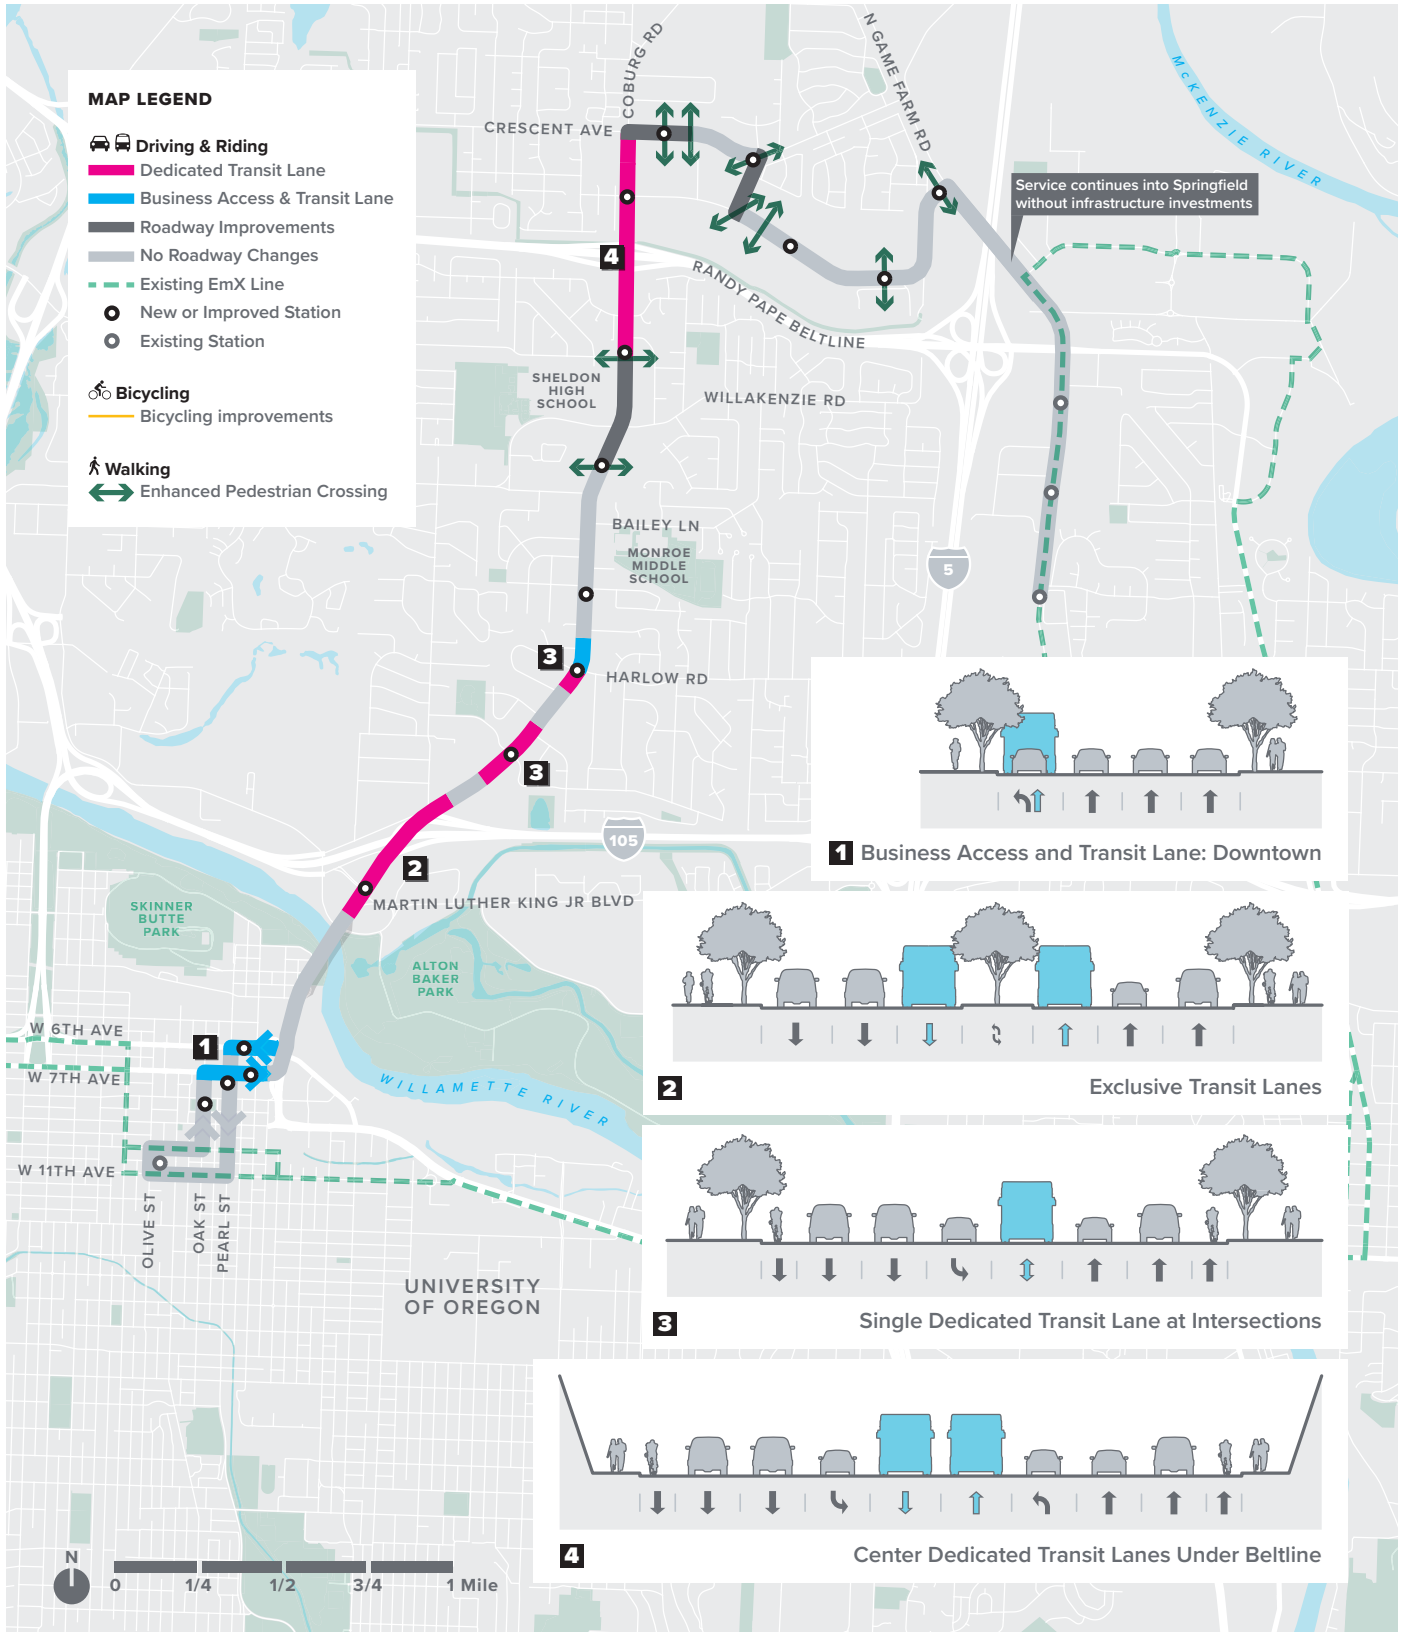 MAP LEGEND
Driving & Riding
Dedicated Transit Lane
Business Access & Transit Lane
Roadway Improvements
No Roadway Changes
Existing EmX Line
New or Improved Station
Existing Station
Bicycling
Bicycling improvements
Walking
Enhanced Pedestrian Crossing
COBURG RD
CRESCENT AVE
N GAME FARM RD
McKENZIE RIVER
Service continues into Springfield
without infrastructure investments
4
RANDY PAPE BELTLINE
SHELDON
HIGH
SCHOOL
WILLAKENZIE RD
BAILEY LN
MONROE
MIDDLE
SCHOOL
5
3
HARLOW RD
3
105
2
MARTIN LUTHER KING JR BLVD
SKINNER
BUTTE
PARK
ALTON
BAKER
PARK
W 6TH AVE
1
W 7TH AVE
WILLAMETTE RIVER
W 11TH AVE
OLIVE ST
OAK ST
PEARL ST
UNIVERSITY
OF OREGON
1 Business Access and Transit Lane: Downtown
2 Exclusive Transit Lanes
3 Single Dedicated Transit Lane at Intersections
4 Center Dedicated Transit Lanes Under Beltline
N
0 1/4 1/2 3/4 1 Mile